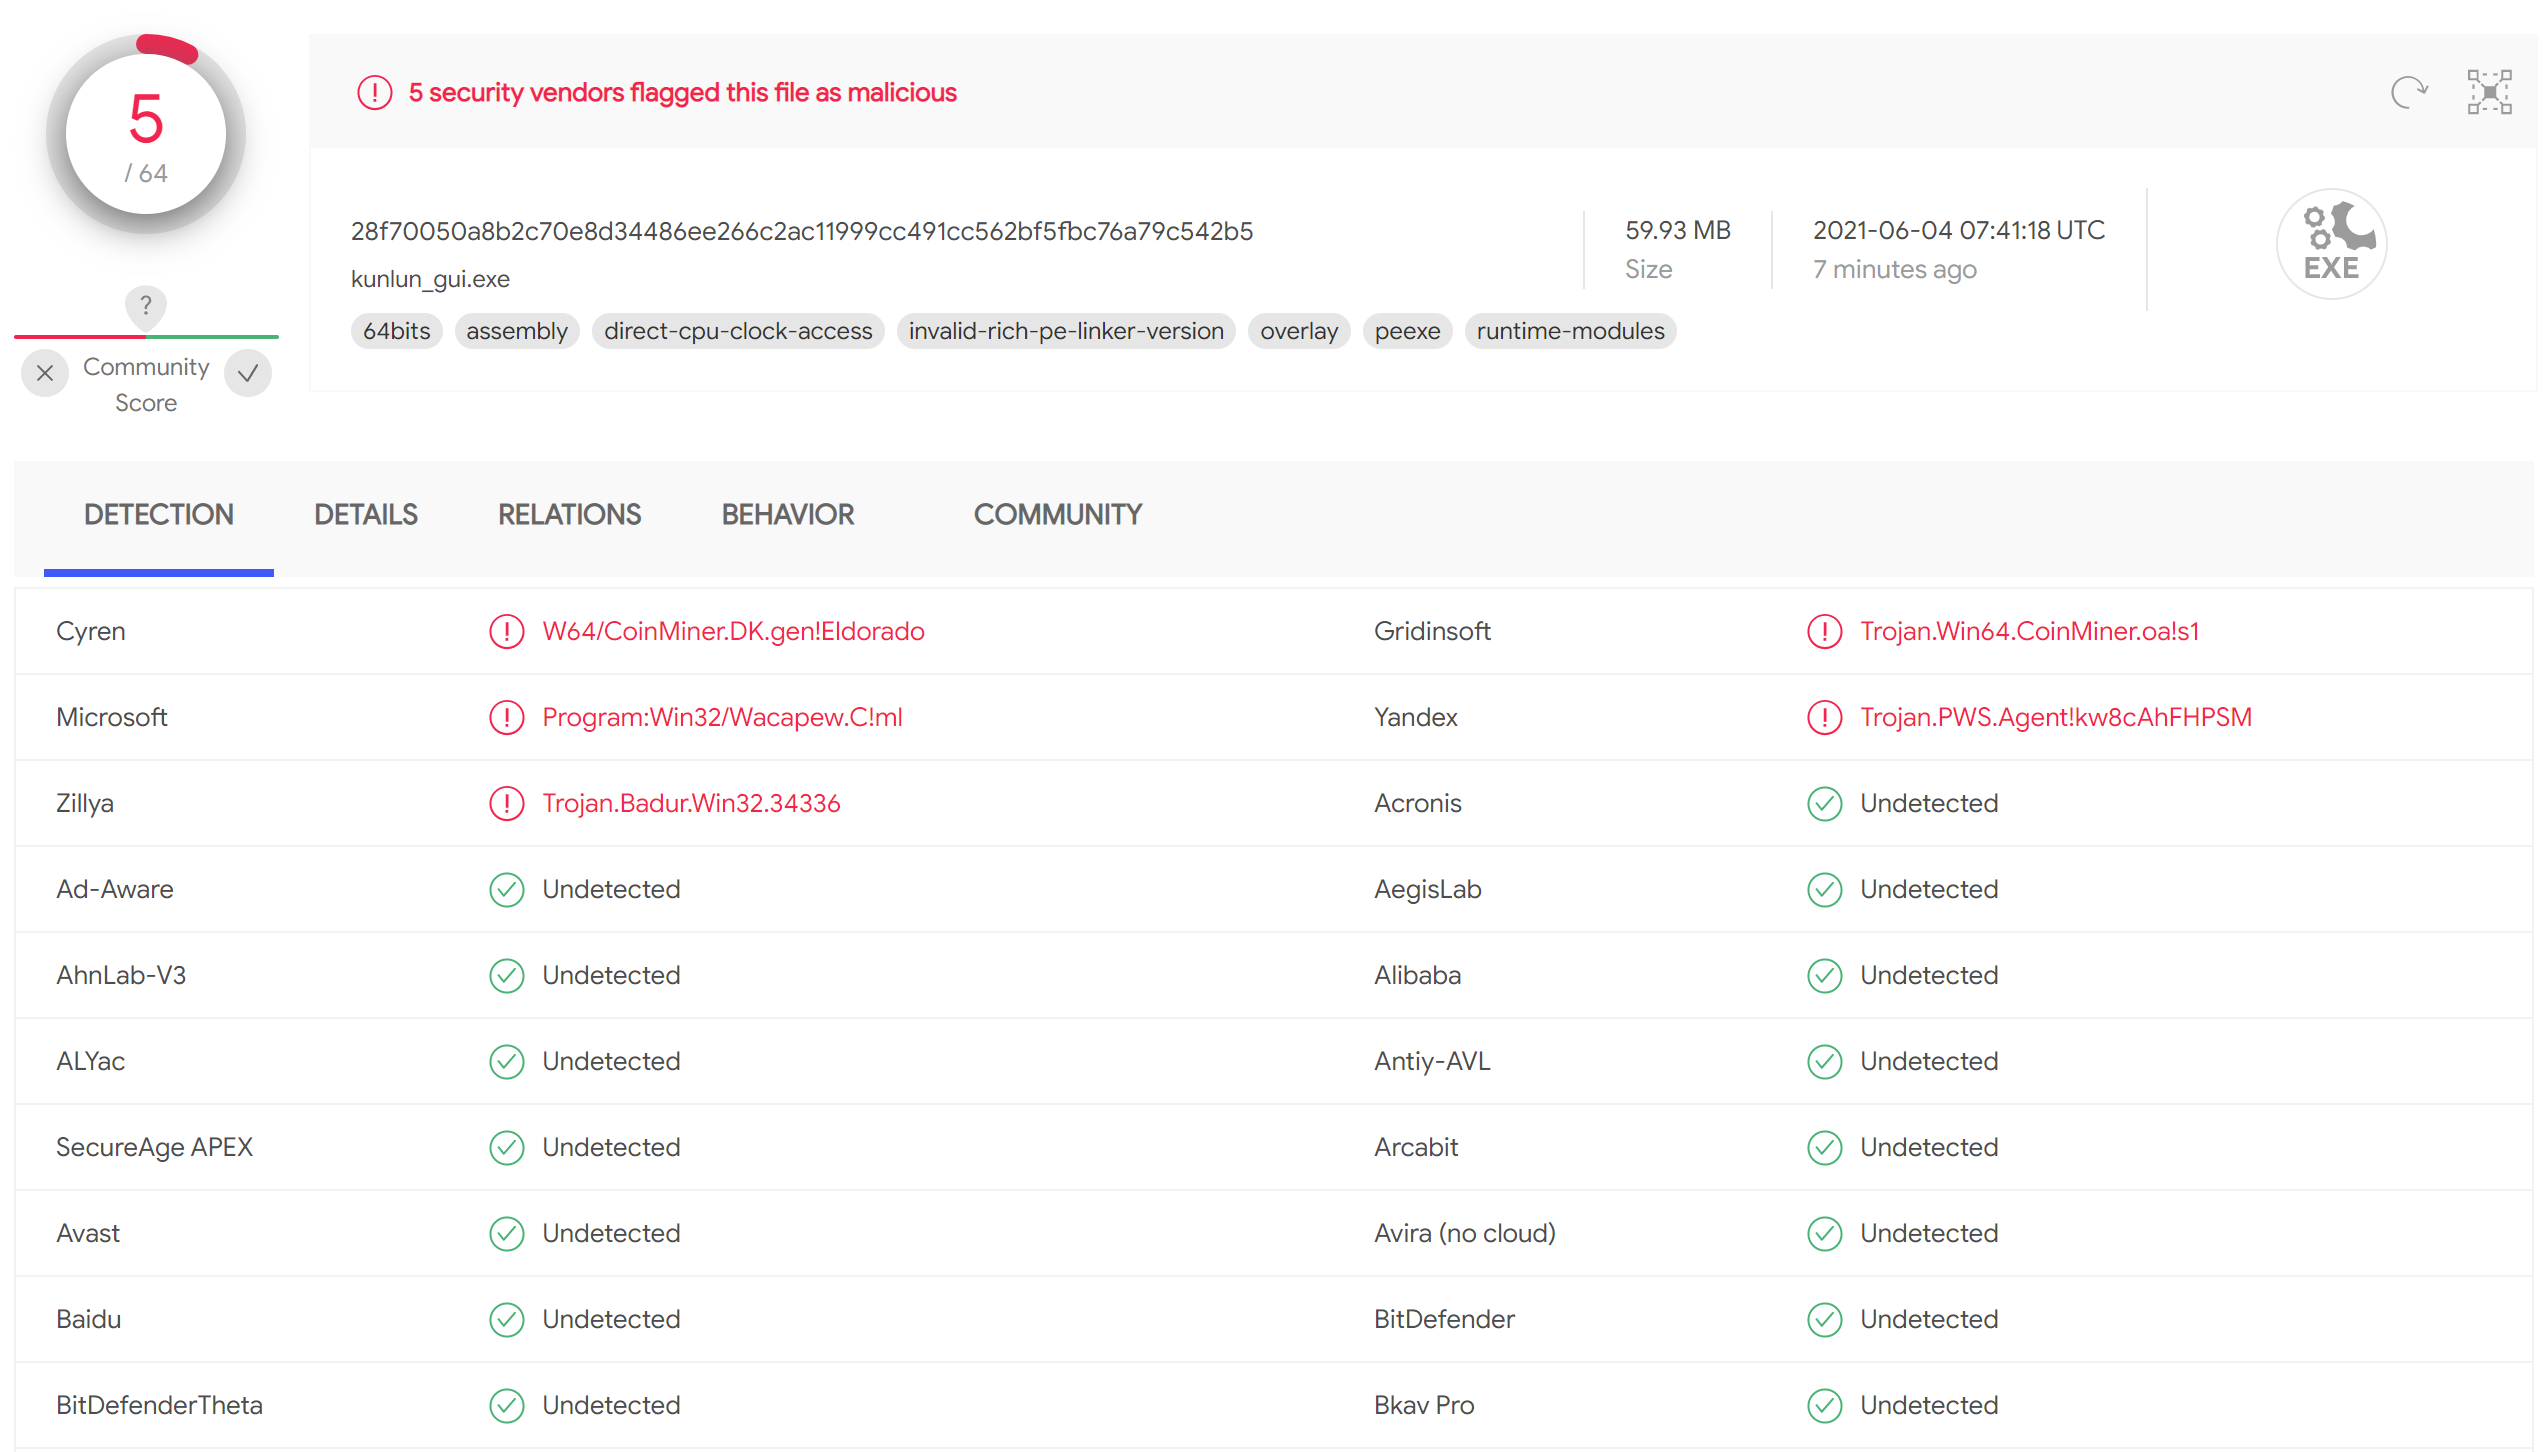 5
/ 64
?
Community
Score
5 security vendors flagged this file as malicious
28f70050a8b2c70e8d34486ee266c2ac11999cc491cc562bf5fbc76a79c542b5
kunlun_gui.exe
64bits assembly direct-cpu-clock-access invalid-rich-pe-linker-version overlay peexe runtime-modules
59.93 MB
Size
2021-06-04 07:41:18 UTC
7 minutes ago
EXE
DETECTION DETAILS RELATIONS BEHAVIOR COMMUNITY
Cyren W64/CoinMiner.DK.gen!Eldorado Gridinsoft Trojan.Win64.CoinMiner.oa!s1
Microsoft Program:Win32/Wacapew.C!ml Yandex Trojan.PWS.Agent!kw8cAhFHPSM
Zillya Trojan.Badur.Win32.34336 Acronis Undetected
Ad-Aware Undetected AegisLab Undetected
AhnLab-V3 Undetected Alibaba Undetected
ALYac Undetected Antiy-AVL Undetected
SecureAge APEX Undetected Arcabit Undetected
Avast Undetected Avira (no cloud) Undetected
Baidu Undetected BitDefender Undetected
BitDefenderTheta Undetected Bkav Pro Undetected